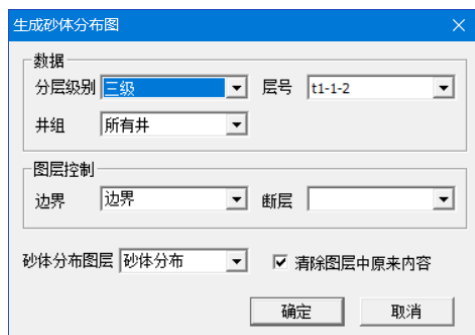 生成砂体分布图
数据
分层级别 三级 层号 t1-1-2
井组 所有井
图层控制
边界 边界 断层
砂体分布图层 砂体分布 清除图层中原来内容
确定 取消